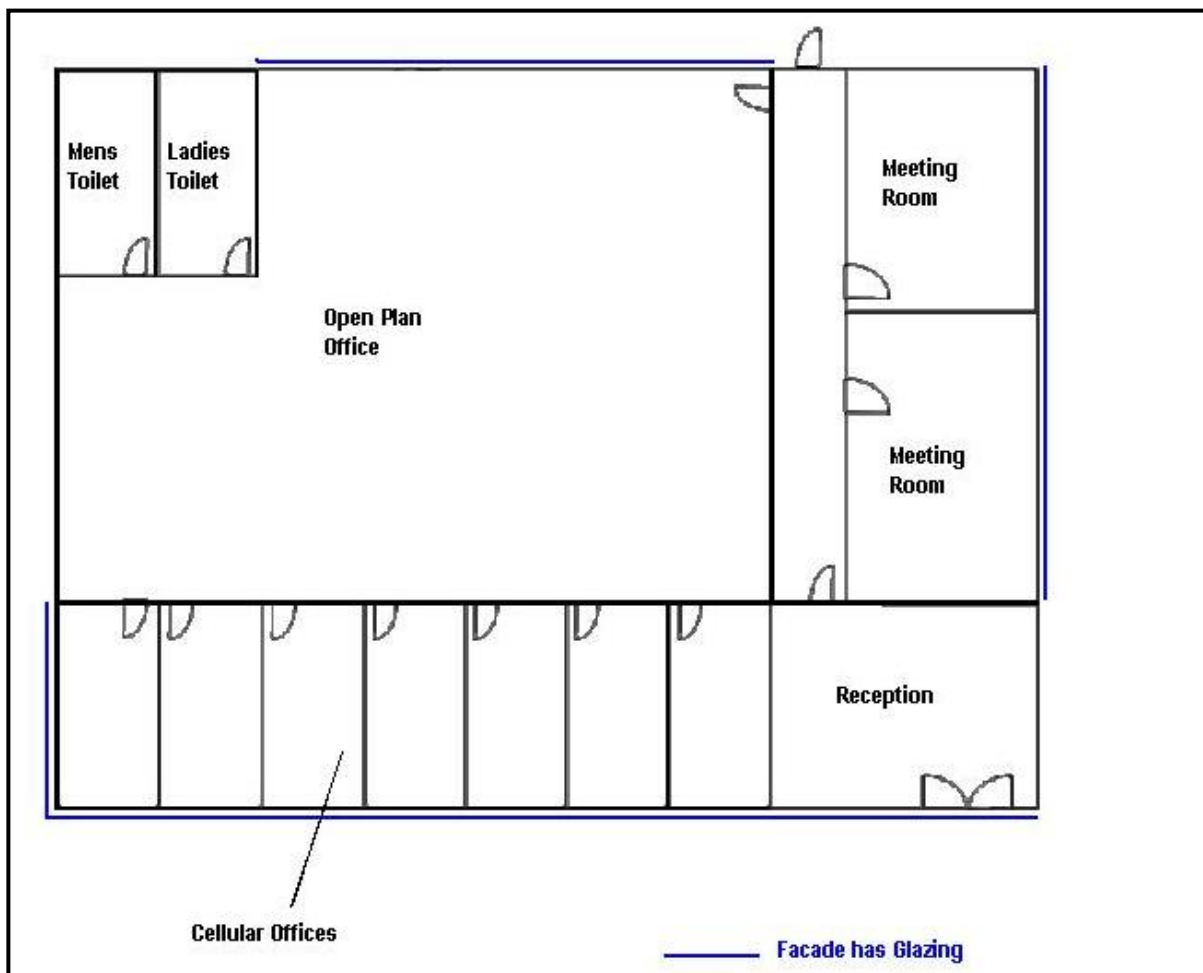 Mens
Toilet
Ladies
Toilet
Meeting
Room
Open Plan
Office
Meeting
Room
Reception
Cellular Offices
Facade has Glazing